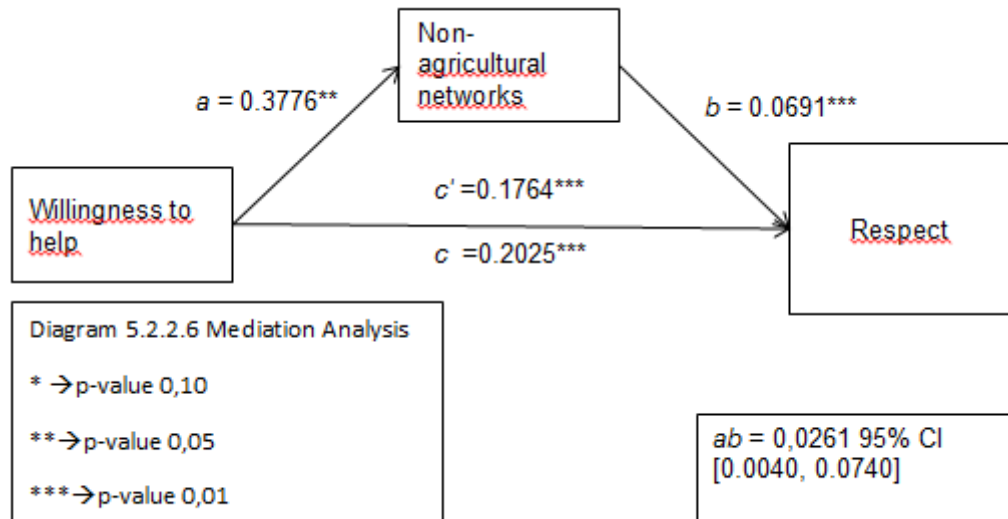 Non-
agricultural
networks
a = 0.3776**
b = 0.0691***
Willingness to
help
c' =0.1764***
c =0.2025***
Respect
Diagram 5.2.2.6 Mediation Analysis
* →p-value 0,10
**→p-value 0,05
***→p-value 0,01
ab = 0,0261 95% CI
[0.0040, 0.0740]